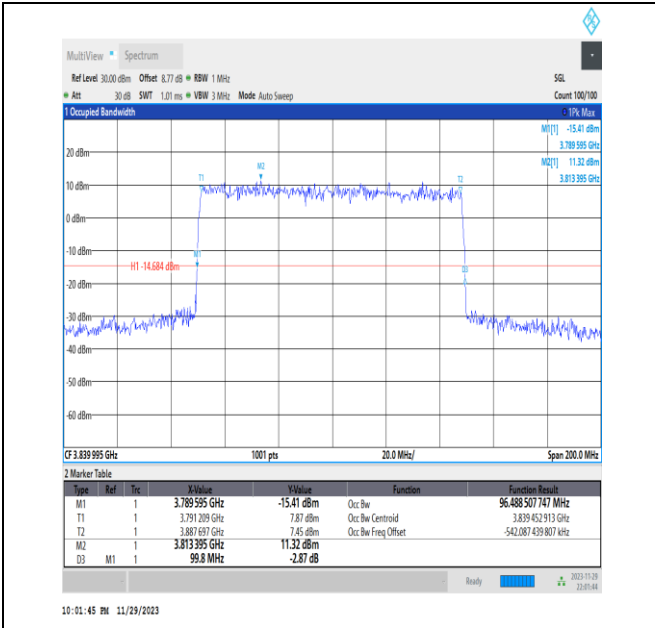 MultiView Spectrum
Ref Level 30.00 dBm Offset 8.77 dB RBW 1 MHz SGL
Att 30 dB SWT 1.01 ms VBW 3 MHz Mode Auto Sweep Count 100/100
1 Occupied Bandwidth 1Pk Max
M1[1] -15.41 dBm
3.789 595 GHz
M2[1] 11.32 dBm
3.813 395 GHz
20 dBm
M2
T1 T2
10 dBm
0 dBm
-10 dBm
M1
H1 -14.684 dBm
D3
-20 dBm
-30 dBm
-40 dBm
-50 dBm
-60 dBm
CF 3.839 995 GHz 1001 pts 20.0 MHz/ Span 200.0 MHz
2 Marker Table
Type Ref Trc X-Value Y-Value Function Function Result
M1 1 3.789 595 GHz -15.41 dBm Occ Bw 96.488 507 747 MHz
T1 1 3.791 209 GHz 7.87 dBm Occ Bw Centroid 3.839 452 913 GHz
T2 1 3.887 697 GHz 7.45 dBm Occ Bw Freq Offset -542.087 439 807 kHz
M2 1 3.813 395 GHz 11.32 dBm
D3 M1 1 99.8 MHz -2.87 dB
Ready 2023-11-29
22:01:44
10:01:45 PM 11/29/2023